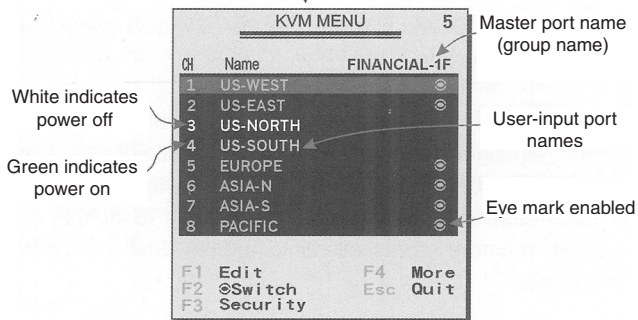 KVM MENU 5
Master port name
(group name)
CH Name FINANCIAL-1F
1 US-WEST
2 US-EAST
3 US-NORTH
4 US-SOUTH
5 EUROPE
6 ASIA-N
7 ASIA-S
8 PACIFIC
White indicates
power off
Green indicates
power on
User-input port
names
Eye mark enabled
F1 Edit F4 More
F2 Switch Esc Quit
F3 Security